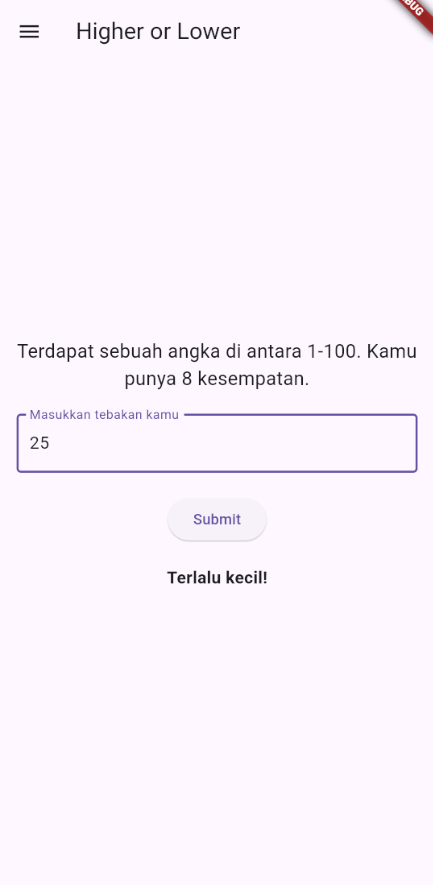 Higher or Lower
Terdapat sebuah angka di antara 1-100. Kamu
punya 8 kesempatan.
Masukkan tebakan kamu
25
Submit
Terlalu kecil!